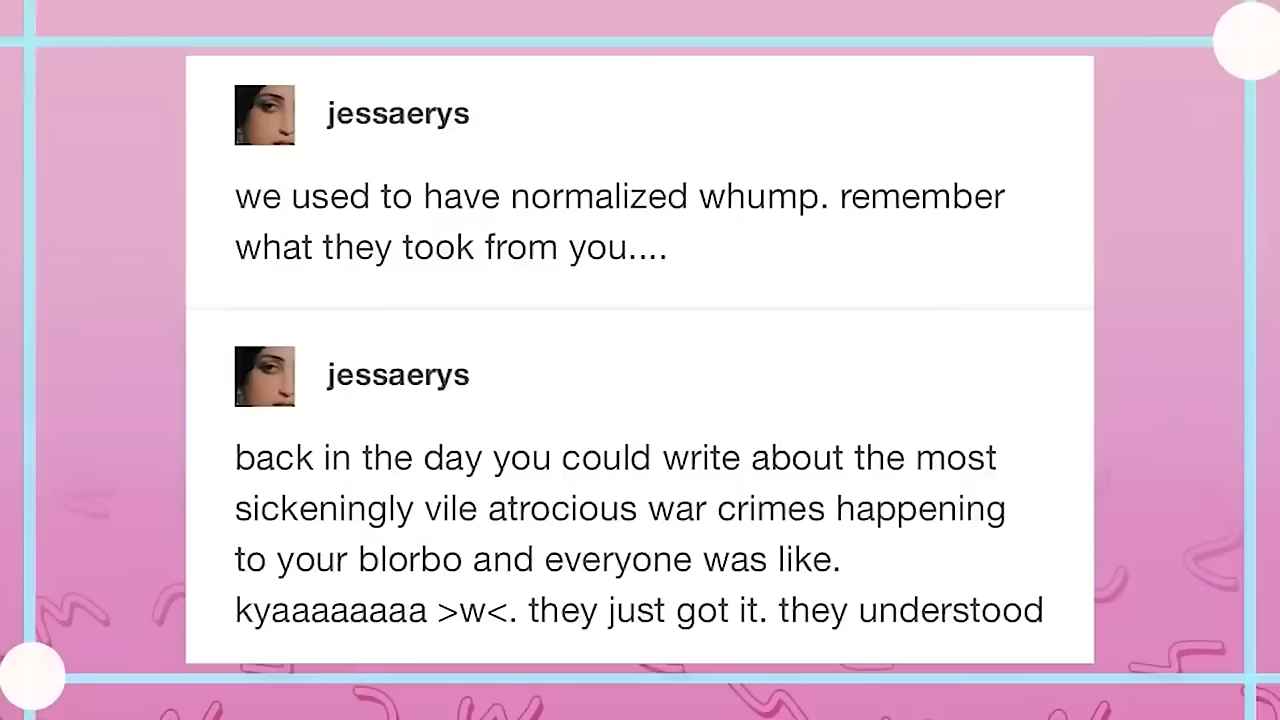 jessaerys
we used to have normalized whump. remember
what they took from you....
jessaerys
back in the day you could write about the most
sickeningly vile atrocious war crimes happening
to your blorbo and everyone was like.
kyaaaaaaaa >w<. they just got it. they understood